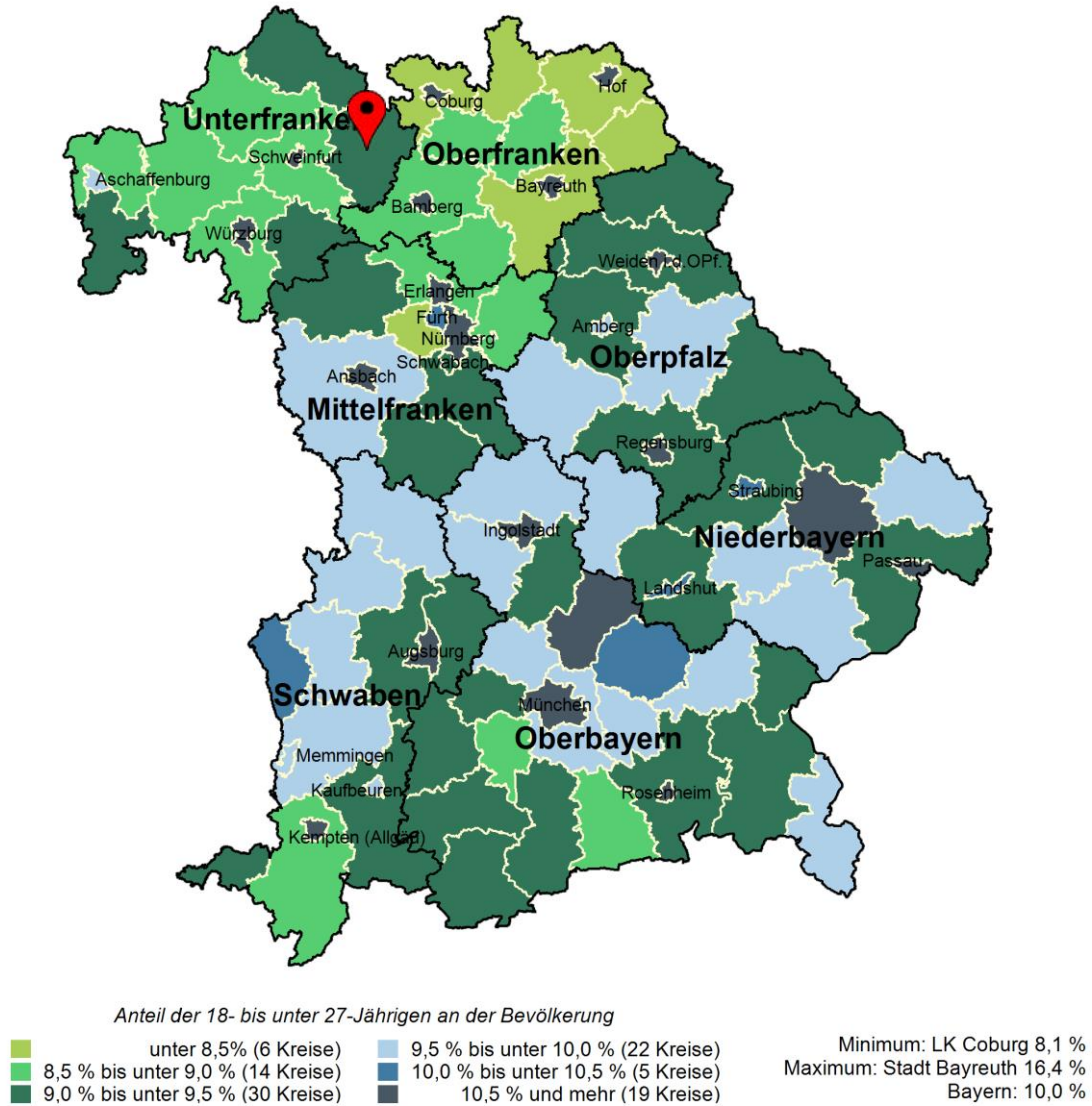 Coburg
Hof
Unterfranken
Oberfranken
Schweinfurt
Aschaffenburg
Bayreuth
Bamberg
Würzburg
Weiden i.d.OPf.
Erlangen
Fürth
Amberg
Nürnberg
Oberpfalz
Schwabach
Ansbach
Mittelfranken
Regensburg
Straubing
Ingolstadt
Niederbayern
Passau
Landshut
Augsburg
Schwaben
München
Oberbayern
Memmingen
Kaufbeuren
Rosenheim
Kempten (Allgäu)
Anteil der 18- bis unter 27-Jährigen an der Bevölkerung
unter 8,5% (6 Kreise)
8,5 % bis unter 9,0 % (14 Kreise)
9,0 % bis unter 9,5 % (30 Kreise)
9,5 % bis unter 10,0 % (22 Kreise)
10,0 % bis unter 10,5 % (5 Kreise)
10,5 % und mehr (19 Kreise)
Minimum: LK Coburg 8,1 %
Maximum: Stadt Bayreuth 16,4 %
Bayern: 10,0 %